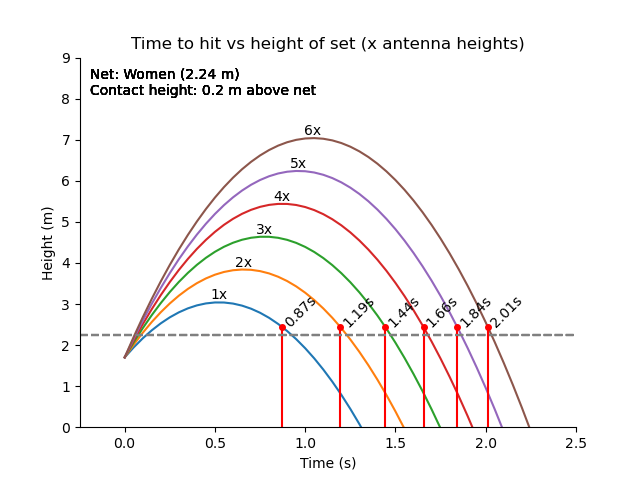 Time to hit vs height of set (x antenna heights)
Net: Women (2.24 m)
Contact height: 0.2 m above net
9
8
7
6
5
4
3
2
1
0
Height (m)
6x
5x
4x
3x
2x
1x
0.87s
1.19s
1.44s
1.66s
1.84s
2.01s
0.0
0.5
1.0
1.5
2.0
2.5
Time (s)